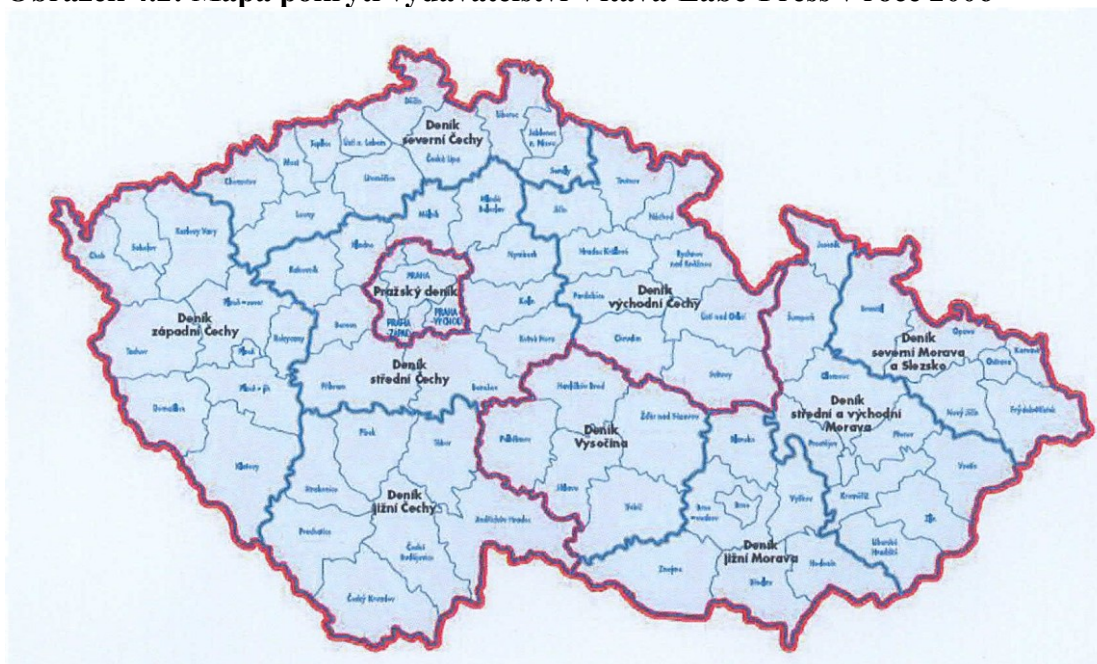 Obrázek 4.2: Mapa pokrytí vydavatelství Vltava-Labe-Press v roce 2008
Děčín
Deník
severní Čechy
Liberec
Jablonec
n. Nisou
Teplice
Ústí n. Labem
Most
Česká Lípa
Semily
Chomutov
Litoměřice
Trutnov
Louny
Mělník
Mladá
Boleslav
Jičín
Náchod
Karlovy Vary
Sokolov
Cheb
Kladno
Rakovník
Nymburk
Hradec Králové
Rychnov
nad Kněžnou
Jeseník
PRAHA
Pražský deník
PRAHA-
ZÁPAD
PRAHA-
VÝCHOD
Kolín
Pardubice
Deník
východní Čechy
Plzeň - sever
Deník
západní Čechy
Rokycany
Beroun
Ústí nad Orlicí
Šumperk
Bruntál
Opava
Deník
severní Morava
a Slezsko
Ostrava
Karviná
Tachov
Plzeň
Kutná Hora
Chrudim
Deník
střední Čechy
Svitavy
Olomouc
Plzeň - jih
Příbram
Benešov
Havlíčkův Brod
Deník
střední a východní
Morava
Nový Jičín
Frýdek-Místek
Domažlice
Písek
Tábor
Pelhřimov
Deník
Vysočina
Žďár nad Sázavou
Blansko
Prostějov
Přerov
Vsetín
Klatovy
Strakonice
Deník
jižní Čechy
Jihlava
Třebíč
Brno
Vyškov
Kroměříž
Zlín
Prachatice
Jindřichův Hradec
České
Budějovice
Uherské
Hradiště
Znojmo
Deník
jižní Morava
Hodonín
Břeclav
Český Krumlov